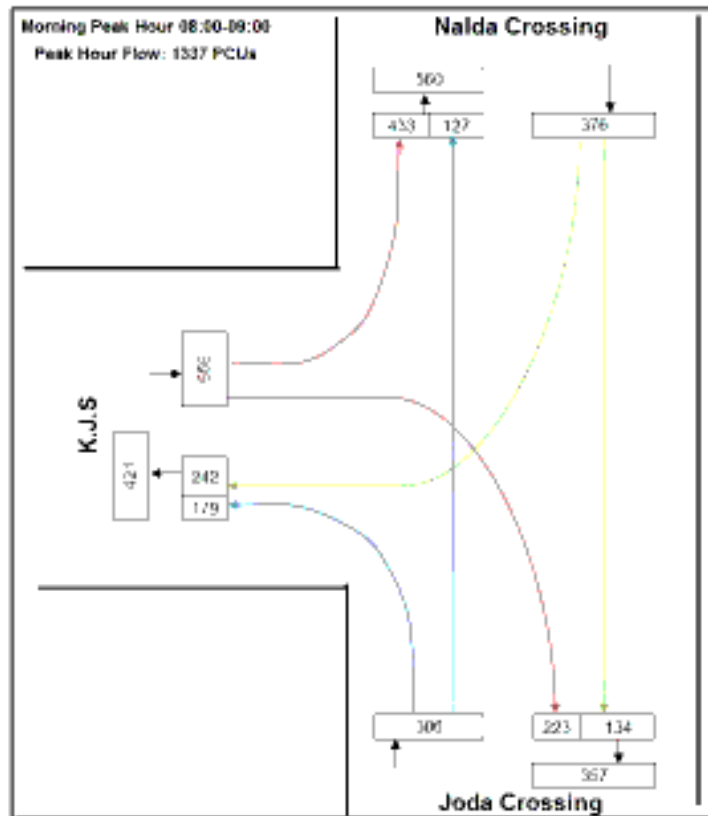 Morning Peak Hour 08:00-09:00
Peak Hour Flow: 1337 PCUs
Nalda Crossing
560
433 127
376
K.J.S
421
242
179
306
223 134
357
Joda Crossing